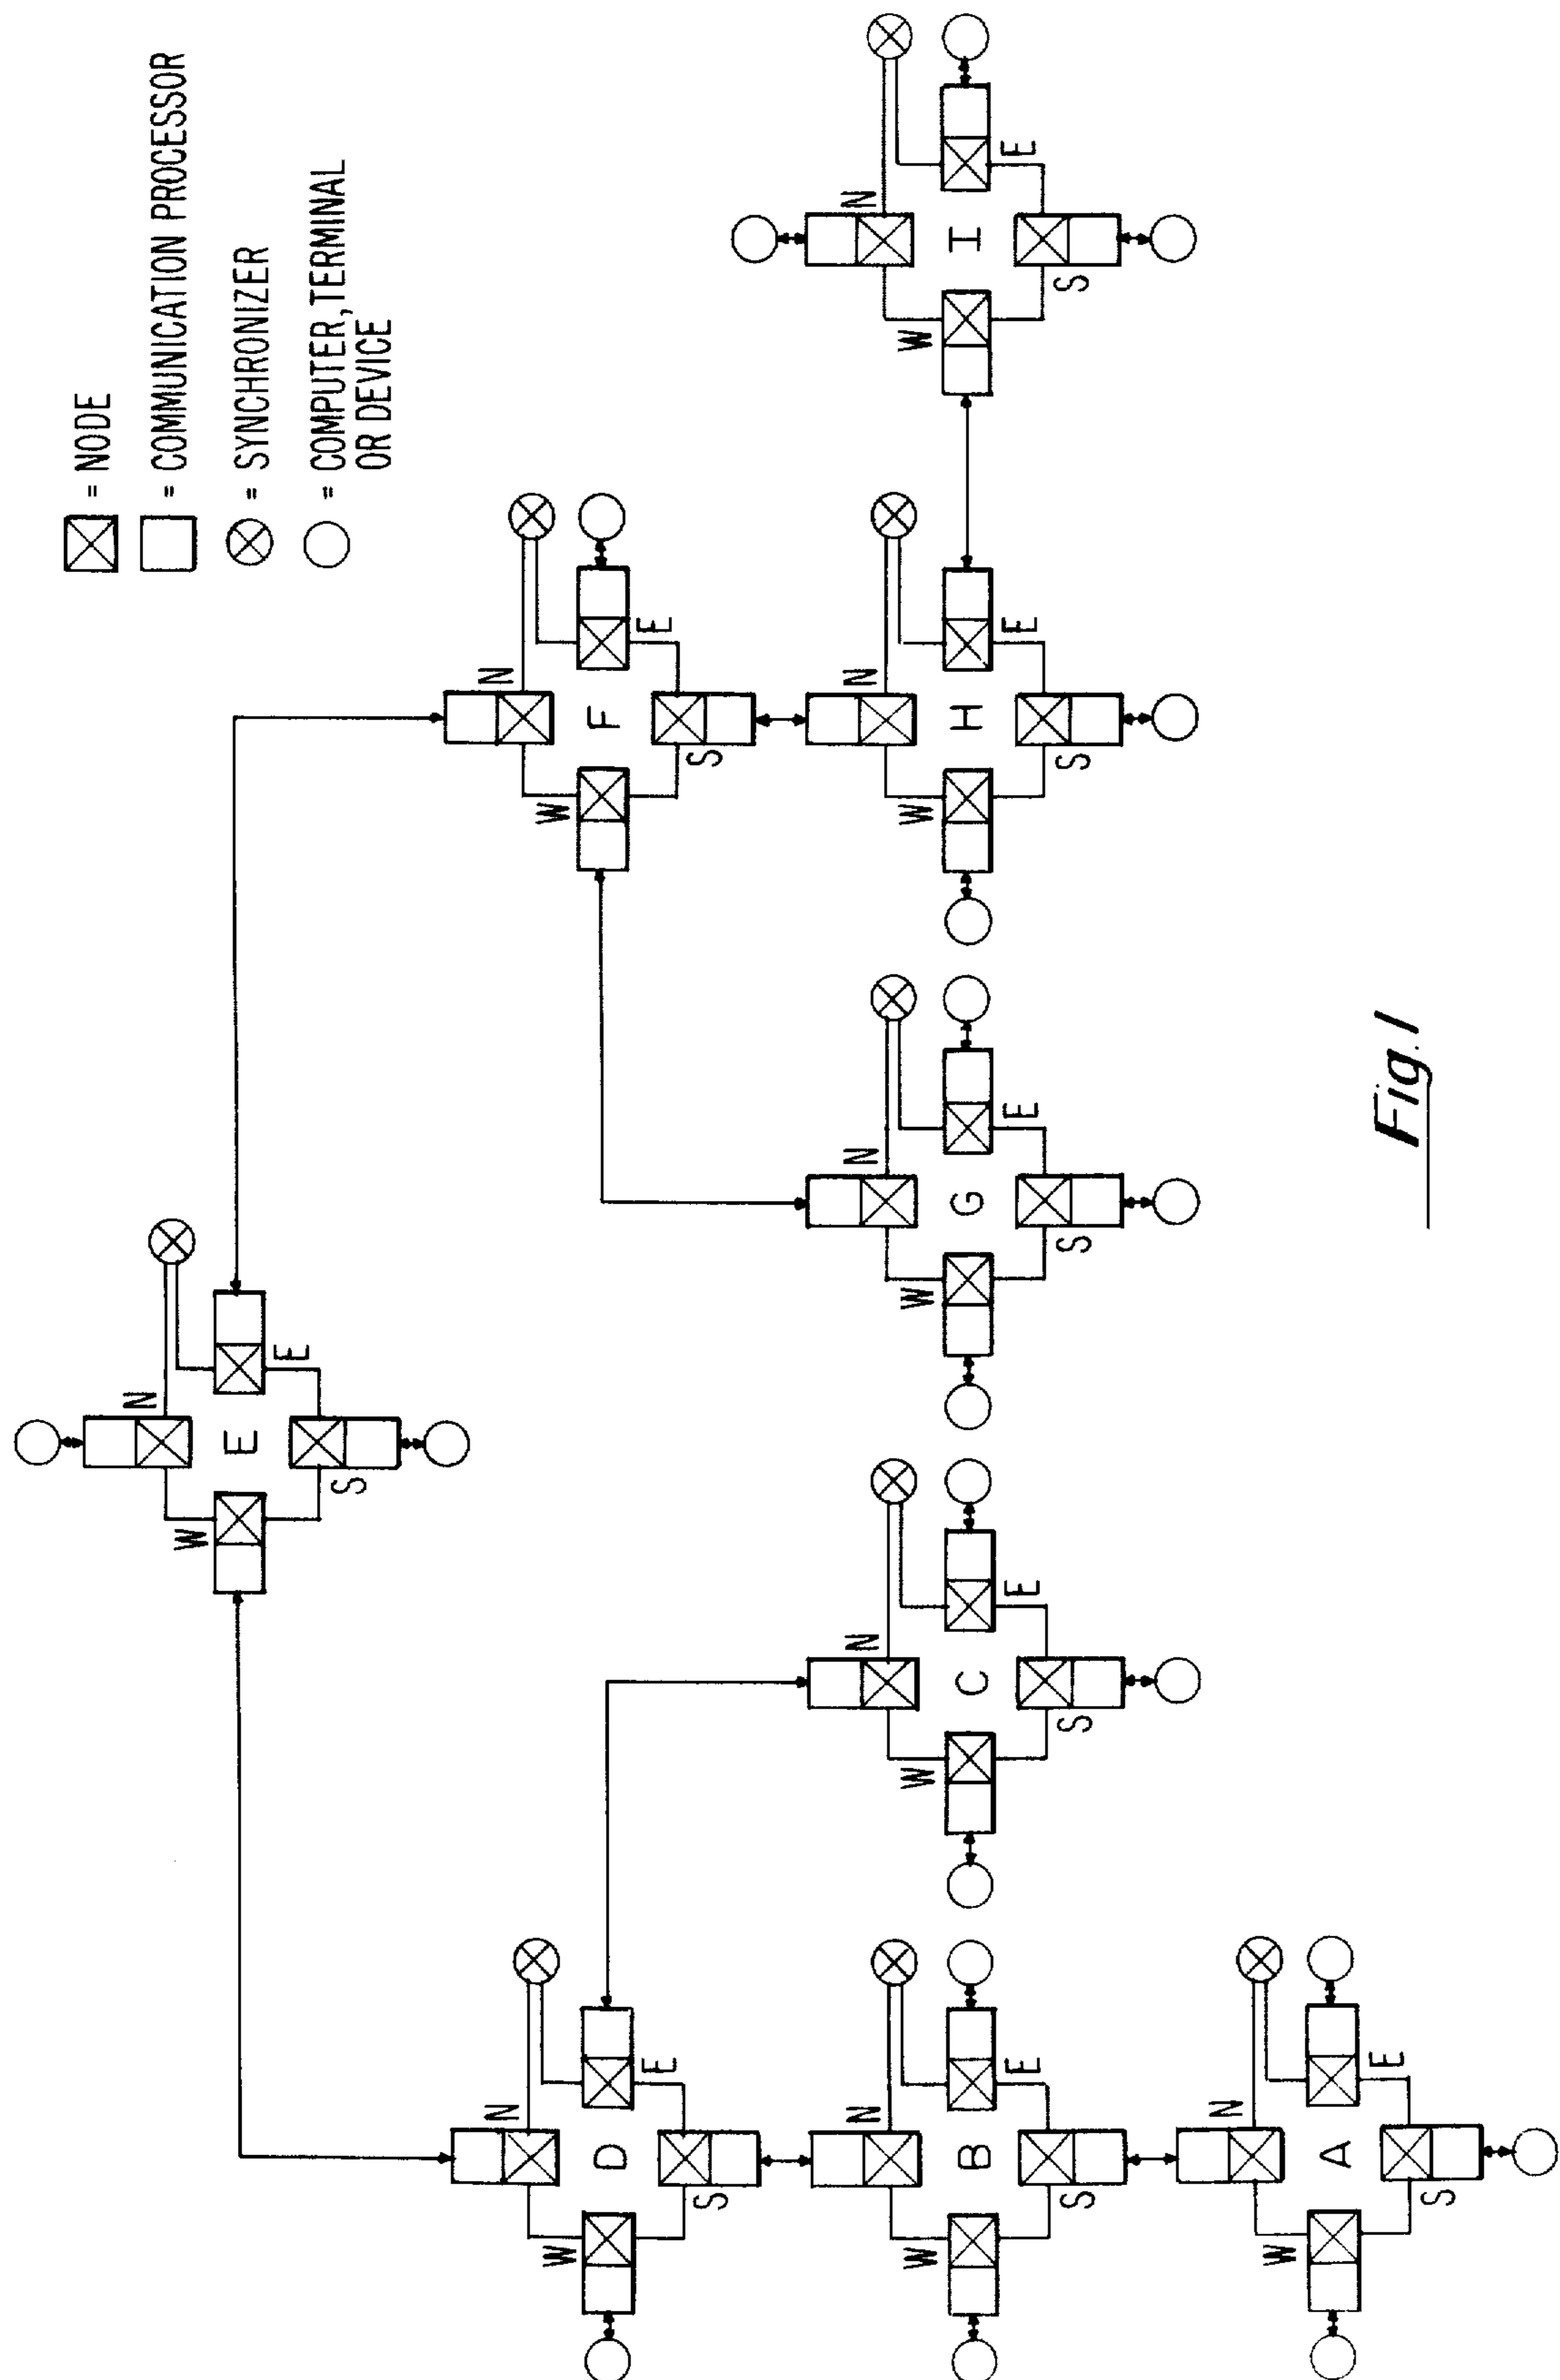 = NODE
= COMMUNICATION PROCESSOR
= SYNCHRONIZER
= COMPUTER, TERMINAL
OR DEVICE
N
W
E
E
S
N
W
D
E
S
N
W
F
E
S
N
W
B
E
S
N
W
C
E
S
N
W
G
E
S
N
W
H
E
S
N
W
I
E
S
N
W
A
E
S
Fig. 1